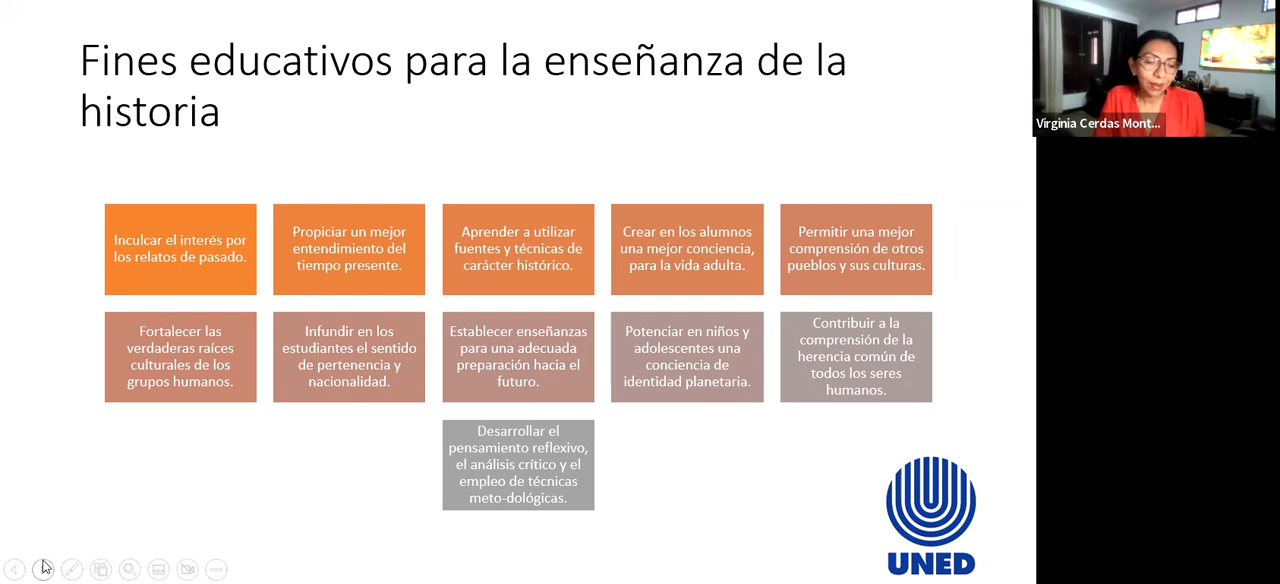 Fines educativos para la enseñanza de la
historia
Virginia Cerdas Mont...
Inculcar el interés por
los relatos de pasado.
Propiciar un mejor
entendimiento del
tiempo presente.
Aprender a utilizar
fuentes y técnicas de
carácter histórico.
Crear en los alumnos
una mejor conciencia,
para la vida adulta.
Permitir una mejor
comprensión de otros
pueblos y sus culturas.
Fortalecer las
verdaderas raíces
culturales de los
grupos humanos.
Infundir en los
estudiantes el sentido
de pertenencia y
nacionalidad.
Establecer enseñanzas
para una adecuada
preparación hacia el
futuro.
Potenciar en niños y
adolescentes una
conciencia de
identidad planetaria.
Contribuir a la
comprensión de la
herencia común de
todos los seres
humanos.
Desarrollar el
pensamiento reflexivo,
el análisis crítico y el
empleo de técnicas
meto-dológicas.
UNED